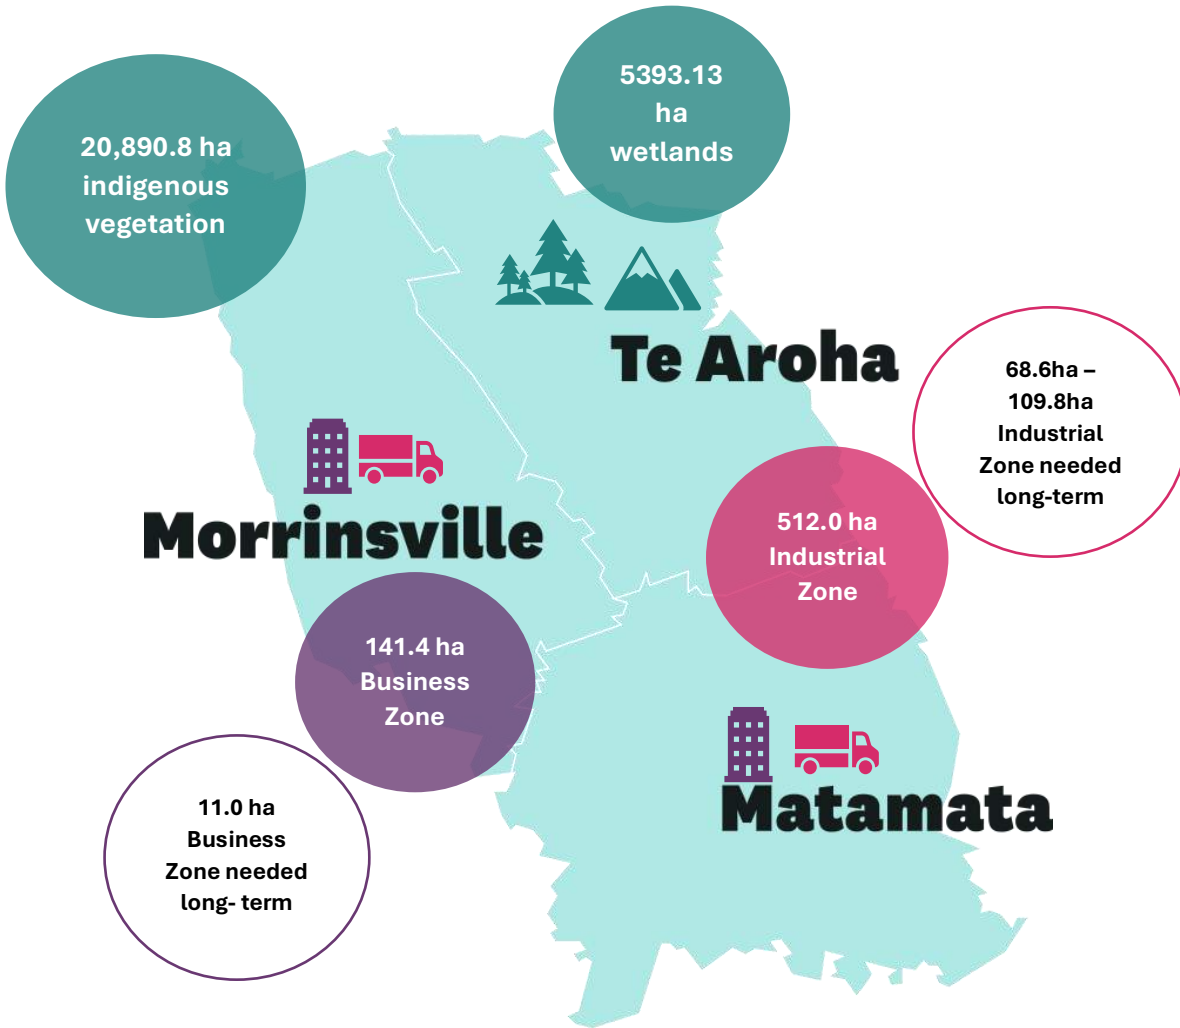 5393.13
ha
wetlands
20,890.8 ha
indigenous
vegetation
Te Aroha
68.6ha –
109.8ha
Industrial
Zone needed
long-term
Morrinsville
512.0 ha
Industrial
Zone
141.4 ha
Business
Zone
Matamata
11.0 ha
Business
Zone needed
long- term